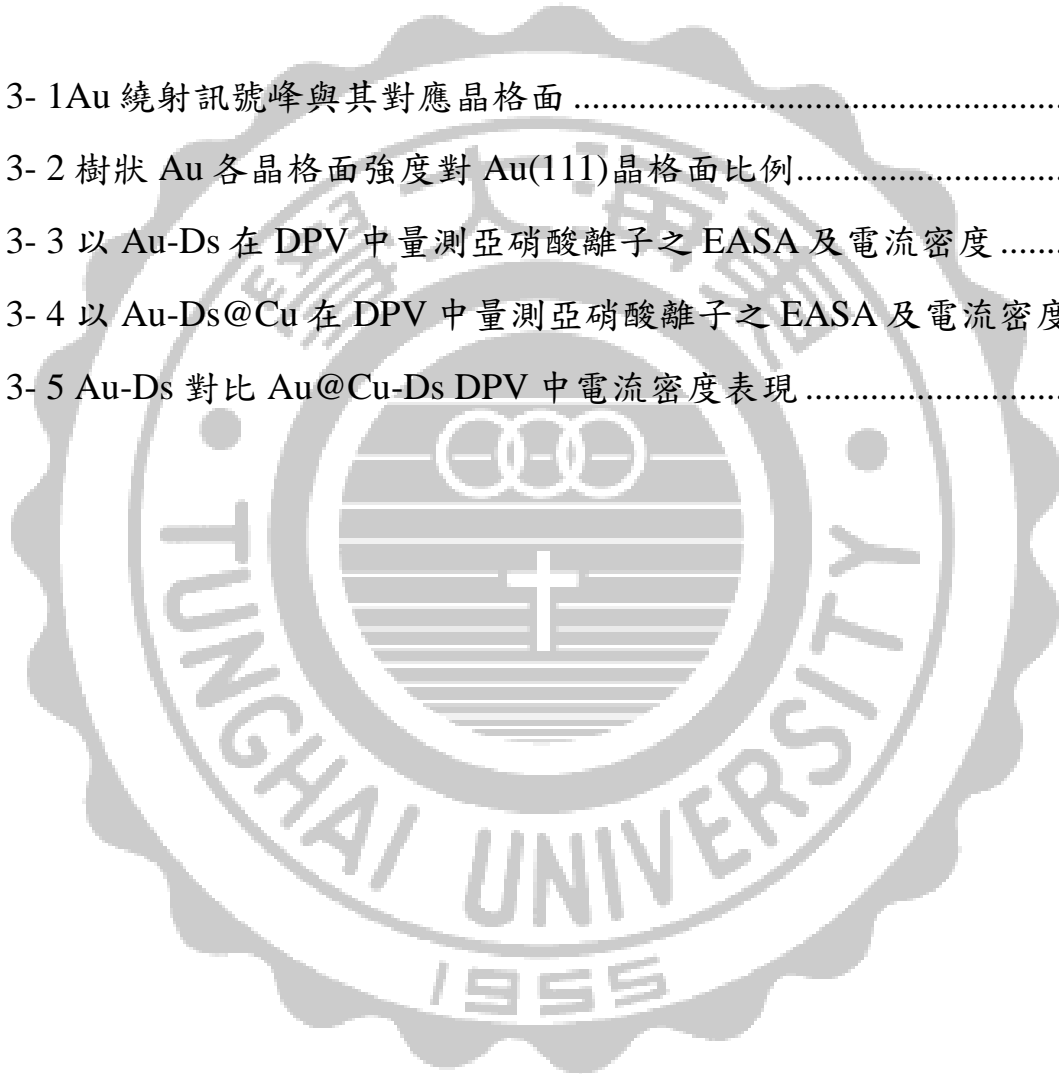 3- 1Au 繞射訊號峰與其對應晶格面 ........................................
3- 2 樹狀 Au 各晶格面強度對 Au(111)晶格面比例.............................
3- 3 以 Au-Ds 在 DPV 中量測亞硝酸離子之 EASA 及電流密度 .......
3- 4 以 Au-Ds@Cu 在 DPV 中量測亞硝酸離子之 EASA 及電流密度
3- 5 Au-Ds 對比 Au@Cu-Ds DPV 中電流密度表現 ............................
TUNGHAI UNIVERSITY
1955